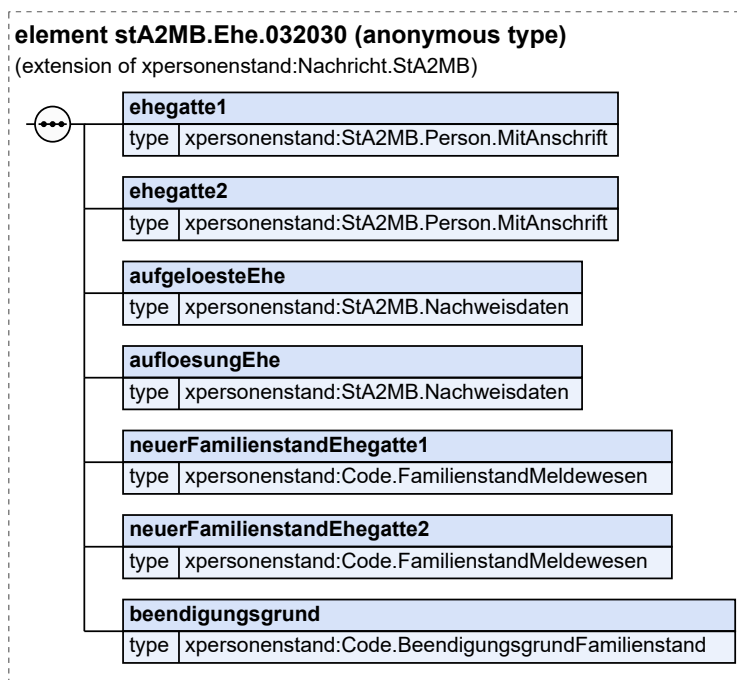 element stA2MB.Ehe.032030 (anonymous type)
(extension of xpersonenstand:Nachricht.StA2MB)
ehegatte1
type xpersonenstand:StA2MB.Person.MitAnschrift
ehegatte2
type xpersonenstand:StA2MB.Person.MitAnschrift
aufgeloesteEhe
type xpersonenstand:StA2MB.Nachweisdaten
aufloesungEhe
type xpersonenstand:StA2MB.Nachweisdaten
neuerFamilienstandEhegatte1
type xpersonenstand:Code.FamilienstandMeldewesen
neuerFamilienstandEhegatte2
type xpersonenstand:Code.FamilienstandMeldewesen
beendigungsgrund
type xpersonenstand:Code.BeendigungsgrundFamilienstand